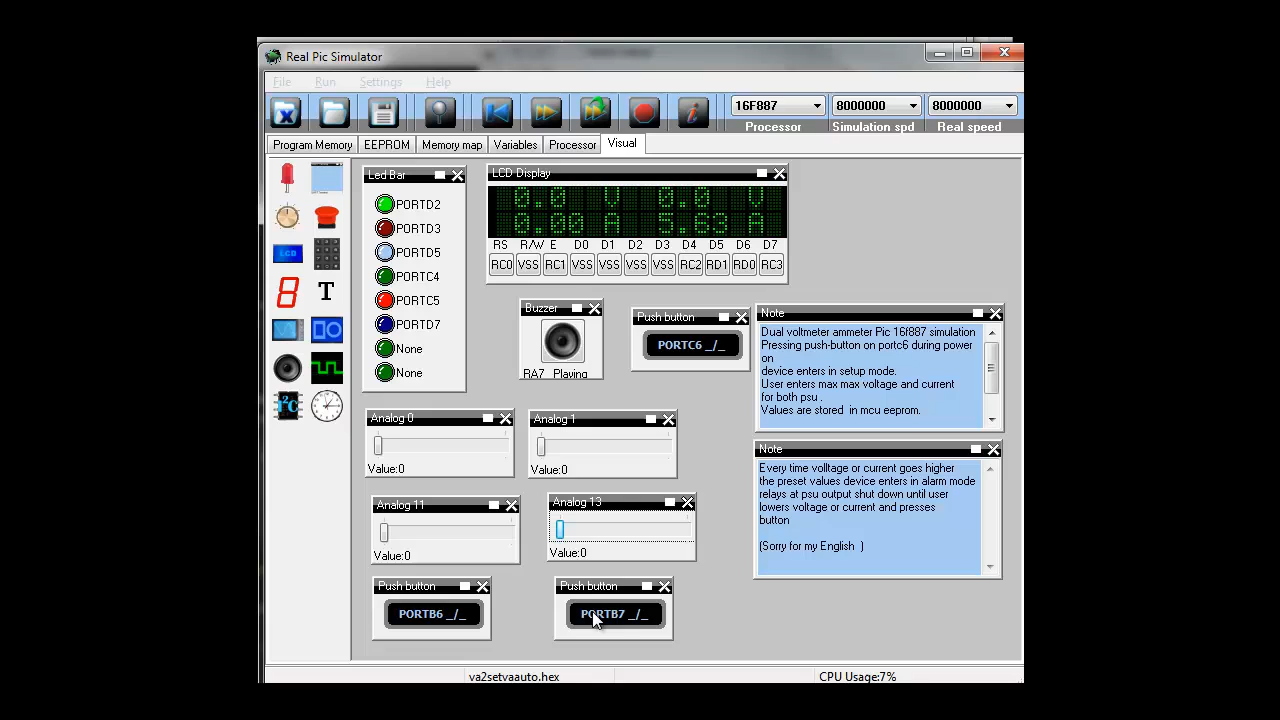 Real Pic Simulator
File Run Settings Help
16F887 8000000 8000000
Processor Simulation spd Real speed
Program Memory EEPROM Memory map Variables Processor Visual
Led Bar
PORTD2
PORTD3
PORTD5
PORTC4
PORTC5
PORTD7
None
None
LCD Display
0.0 V 0.0 V
0.00 A 5.63 A
RS R/W E D0 D1 D2 D3 D4 D5 D6 D7
RC0 VSS RC1 VSS VSS VSS VSS RC2 RD1 RD0 RC3
LCD
8
T
I²C
Buzzer
RA7 Playing
Push button
PORTC6 _/_
Note
Dual voltmeter ammeter Pic 16f887 simulation
Pressing push-button on portc6 during power
on
device enters in setup mode.
User enters max max voltage and current
for both psu .
Values are stored in mcu eeprom.
Analog 0
Value:0
Analog 1
Value:0
Note
Every time volltage or current goes higher
the preset values device enters in alarm mode
relays at psu output shut down until user
lowers voltage or current and presses
button
(Sorry for my English )
Analog 11
Value:0
Analog 13
Value:0
Push button
PORTB6 _/_
Push button
PORTB7 _/_
va2setvaauto.hex CPU Usage:7%